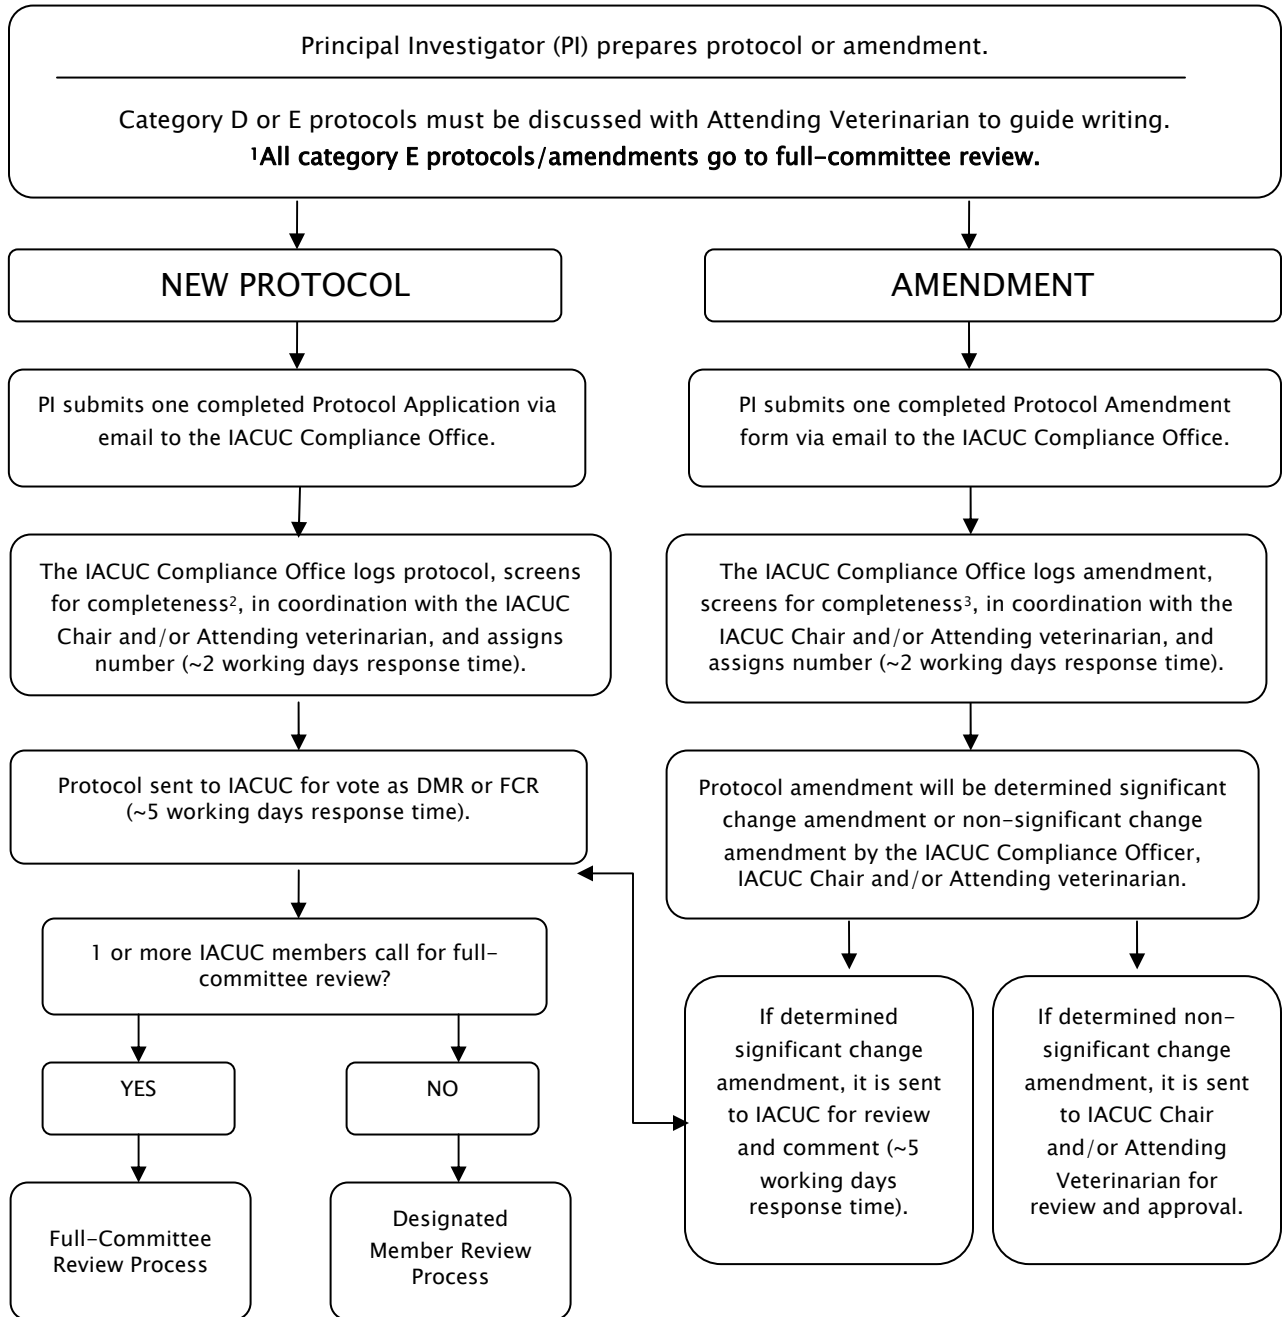 Principal Investigator (PI) prepares protocol or amendment.
Category D or E protocols must be discussed with Attending Veterinarian to guide writing.
¹All category E protocols/amendments go to full-committee review.
NEW PROTOCOL
AMENDMENT
PI submits one completed Protocol Application via
email to the IACUC Compliance Office.
PI submits one completed Protocol Amendment
form via email to the IACUC Compliance Office.
The IACUC Compliance Office logs protocol, screens
for completeness², in coordination with the IACUC
Chair and/or Attending veterinarian, and assigns
number (~2 working days response time).
The IACUC Compliance Office logs amendment,
screens for completeness³, in coordination with the
IACUC Chair and/or Attending veterinarian, and
assigns number (~2 working days response time).
Protocol sent to IACUC for vote as DMR or FCR
(~5 working days response time).
Protocol amendment will be determined significant
change amendment or non-significant change
amendment by the IACUC Compliance Officer,
IACUC Chair and/or Attending veterinarian.
1 or more IACUC members call for full-
committee review?
YES
NO
Full-Committee
Review Process
Designated
Member Review
Process
If determined
significant change
amendment, it is sent
to IACUC for review
and comment (~5
working days
response time).
If determined non-
significant change
amendment, it is sent
to IACUC Chair
and/or Attending
Veterinarian for
review and approval.